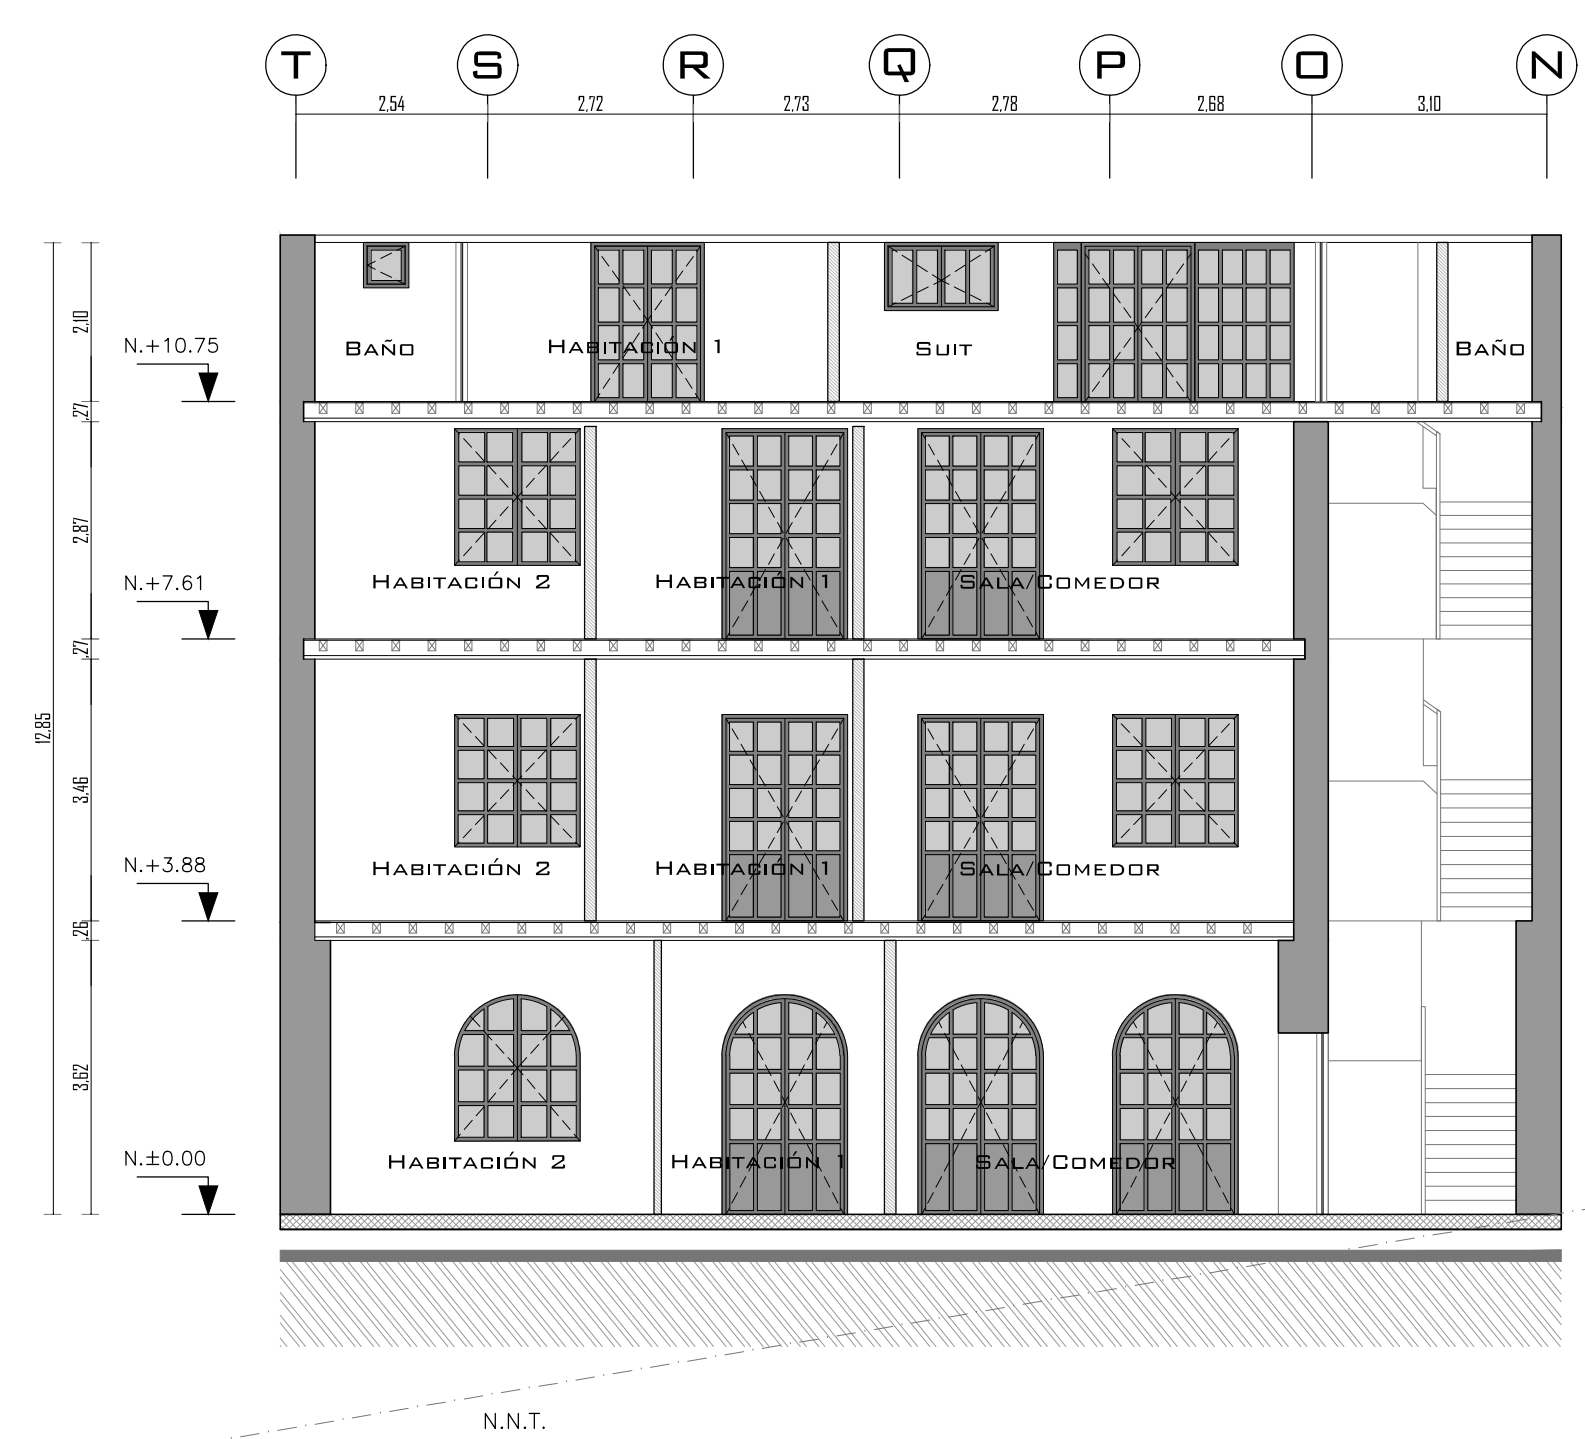 T S R Q P O N
2,54 2,72 2,73 2,78 2,68 3,10
2,10
N.+10.75
BAÑO HABITACIÓN 1 SUIT BAÑO
,27
2,87
N.+7.61
HABITACIÓN 2 HABITACIÓN 1 SALA/COMEDOR
,27
12,85
3,46
N.+3.88
HABITACIÓN 2 HABITACIÓN 1 SALA/COMEDOR
,26
3,62
N.±0.00
HABITACIÓN 2 HABITACIÓN 1 SALA/COMEDOR
N.N.T.